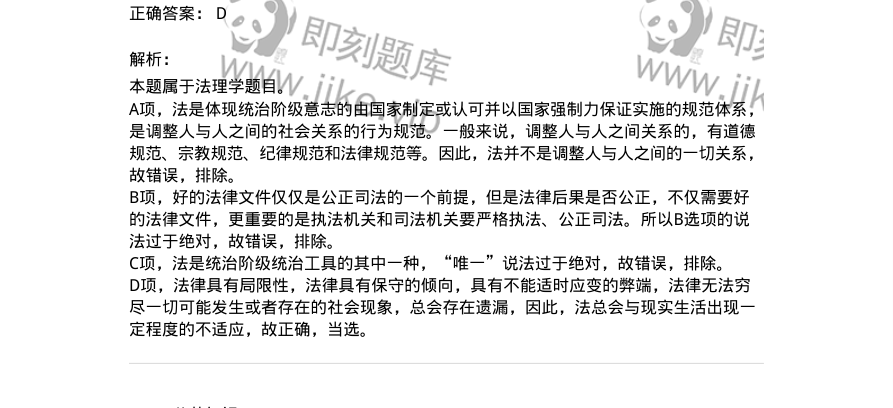 正确答案： D
即刻题库
www.jike.vip
即刻
www.ji
解析：
本题属于法理学题目。
A项，法是体现统治阶级意志的由国家制定或认可并以国家强制力保证实施的规范体系，
是调整人与人之间的社会关系的行为规范。一般来说，调整人与人之间关系的，有道德
规范、宗教规范、纪律规范和法律规范等。因此，法并不是调整人与人之间的一切关系，
故错误，排除。
B项，好的法律文件仅仅是公正司法的一个前提，但是法律后果是否公正，不仅需要好
的法律文件，更重要的是执法机关和司法机关要严格执法、公正司法。所以B选项的说
法过于绝对，故错误，排除。
C项，法是统治阶级统治工具的其中一种，“唯一”说法过于绝对，故错误，排除。
D项，法律具有局限性，法律具有保守的倾向，具有不能适时应变的弊端，法律无法穷
尽一切可能发生或者存在的社会现象，总会存在遗漏，因此，法总会与现实生活出现一
定程度的不适应，故正确，当选。